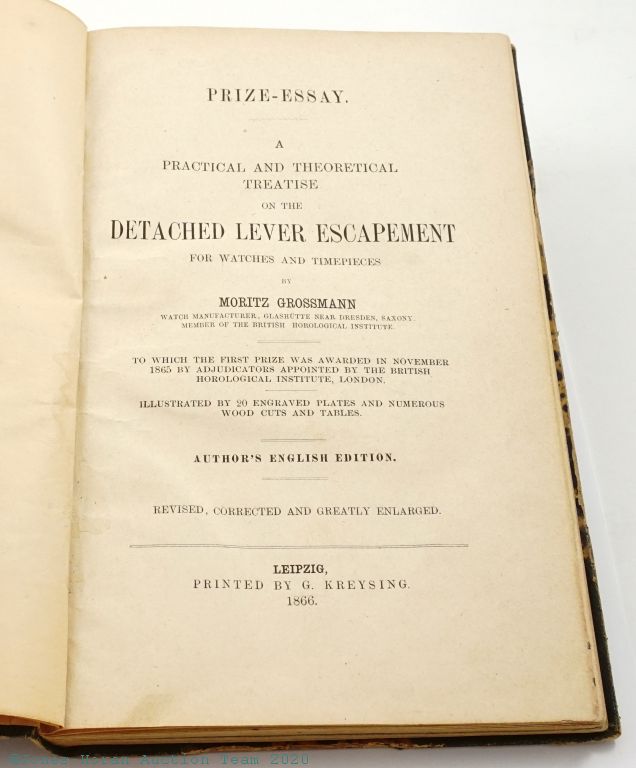 PRIZE-ESSAY.
A
PRACTICAL AND THEORETICAL
TREATISE
ON THE
DETACHED LEVER ESCAPEMENT
FOR WATCHES AND TIMEPIECES
BY
MORITZ GROSSMANN
WATCH MANUFACTURER, GLASHÜTTE NEAR DRESDEN, SAXONY.
MEMBER OF THE BRITISH HOROLOGICAL INSTITUTE.
TO WHICH THE FIRST PRIZE WAS AWARDED IN NOVEMBER
1865 BY ADJUDICATORS APPOINTED BY THE BRITISH
HOROLOGICAL INSTITUTE, LONDON.
ILLUSTRATED BY 20 ENGRAVED PLATES AND NUMEROUS
WOOD CUTS AND TABLES.
AUTHOR'S ENGLISH EDITION.
REVISED, CORRECTED AND GREATLY ENLARGED.
LEIPZIG,
PRINTED BY G. KREYSING.
1866.
Auction Team 2020